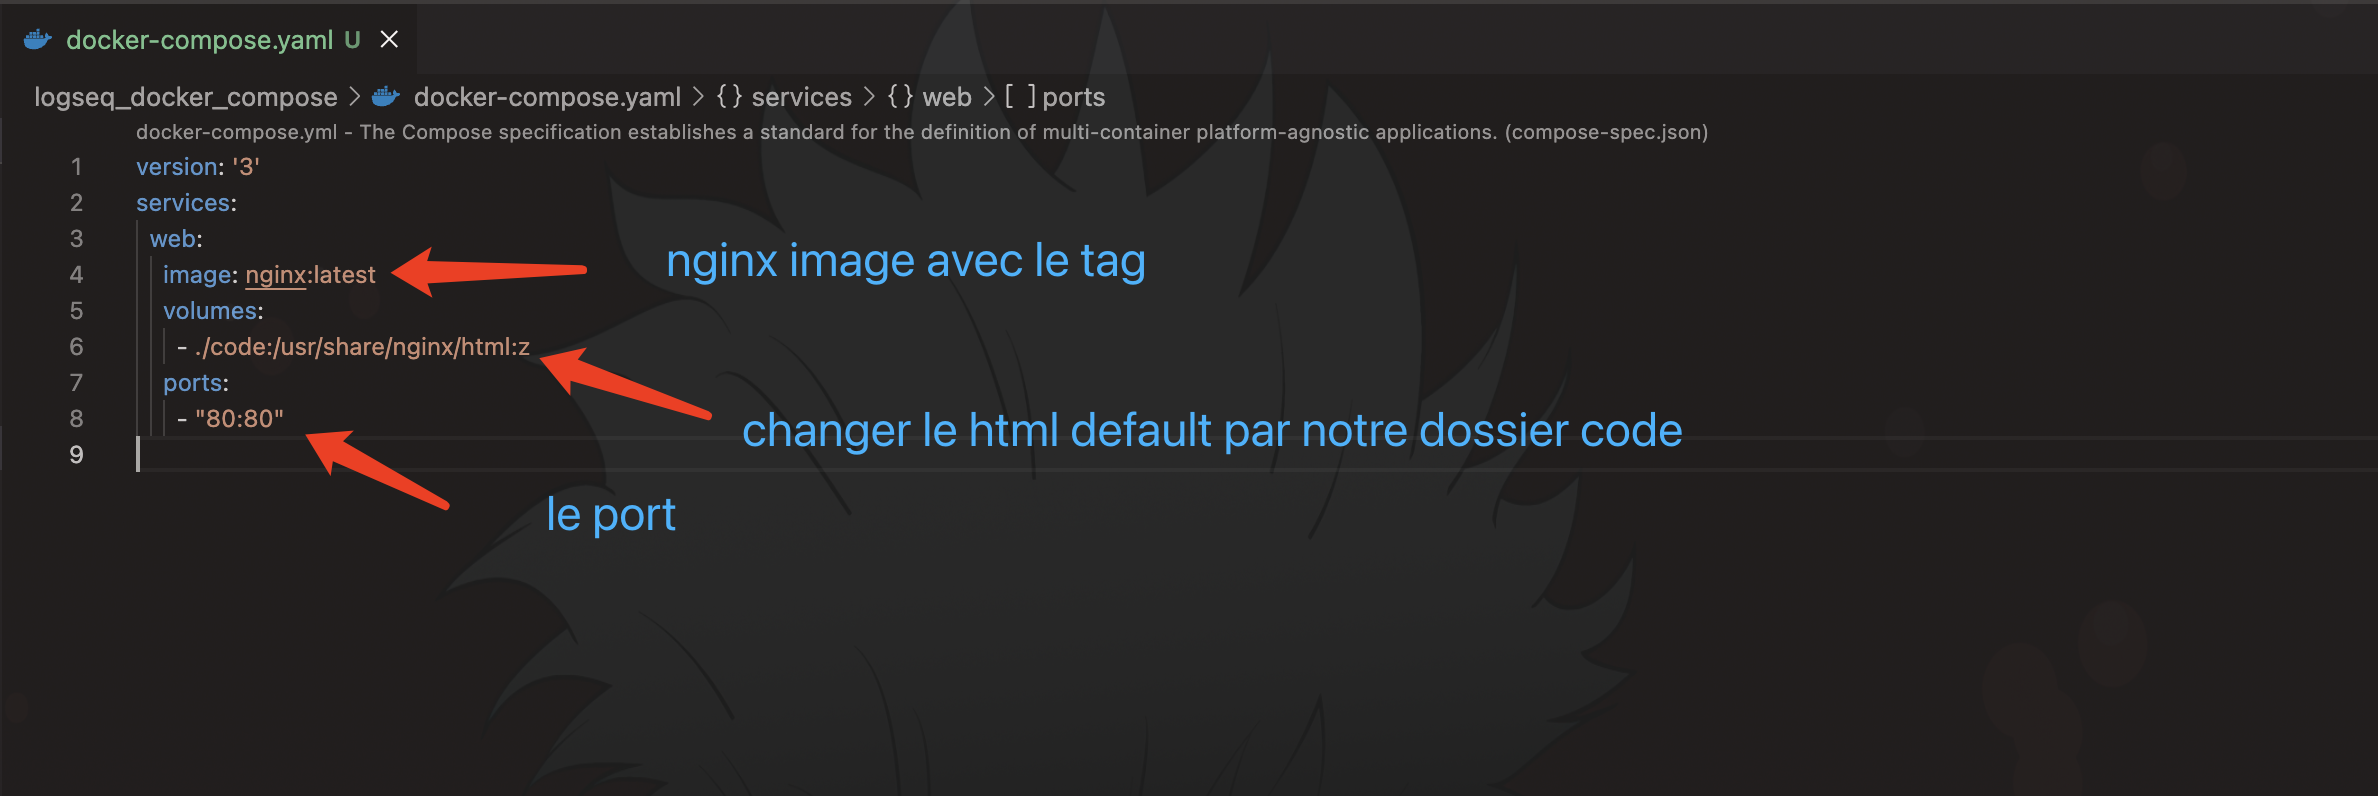 docker-compose.yaml U
logseq_docker_compose > docker-compose.yaml > {} services > {} web > [ ] ports
docker-compose.yml - The Compose specification establishes a standard for the definition of multi-container platform-agnostic applications. (compose-spec.json)
1 version: '3'
2 services:
3 web:
4 image: nginx:latest
nginx image avec le tag
5 volumes:
6 - ./code:/usr/share/nginx/html:z
7 ports:
8 - "80:80"
changer le html default par notre dossier code
9
le port